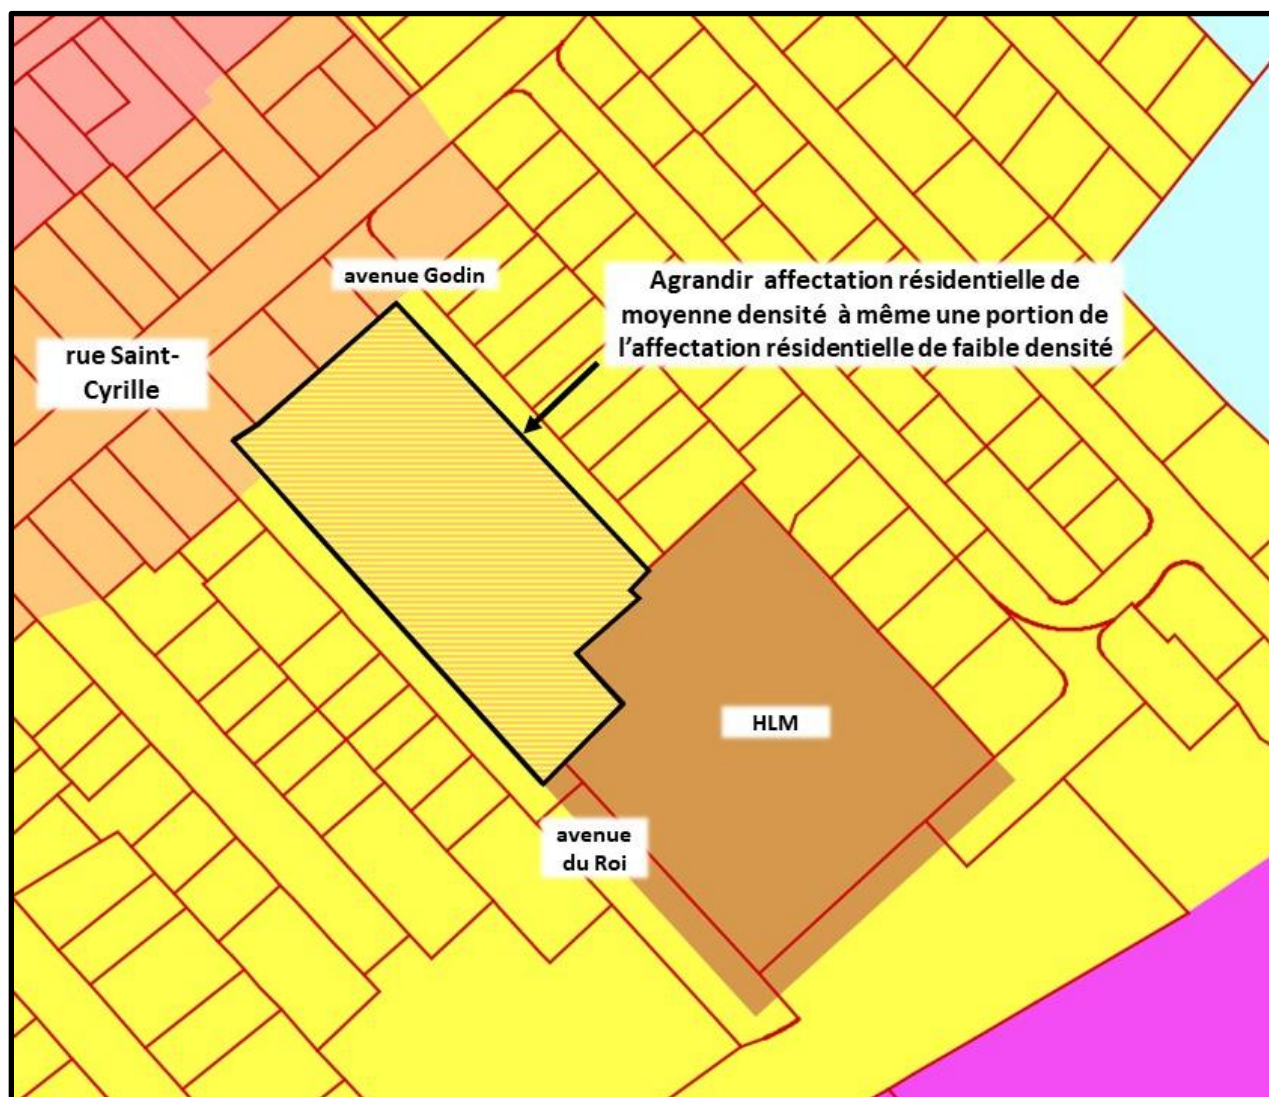 avenue Godin
Agrandir affectation résidentielle de
moyenne densité à même une portion de
l’affectation résidentielle de faible densité
rue Saint-
Cyrille
HLM
avenue
du Roi